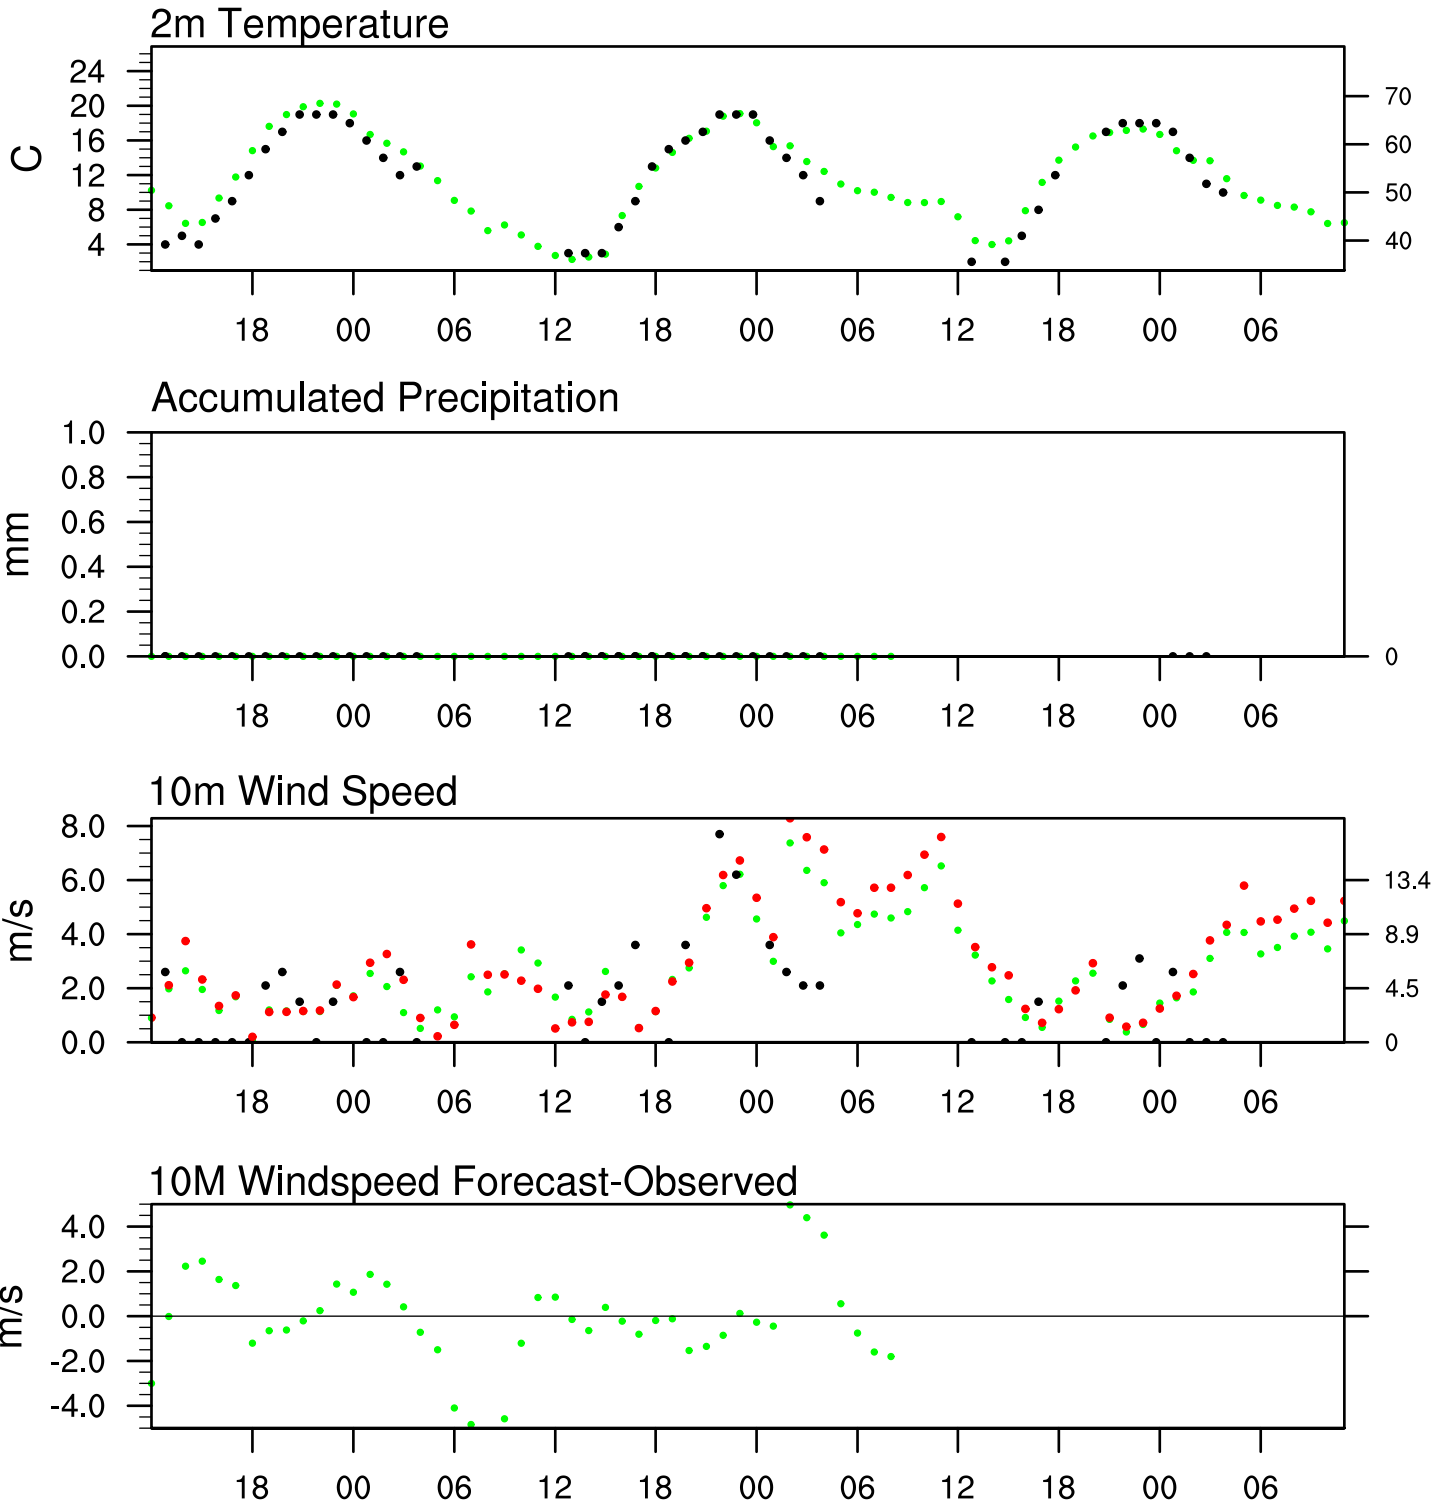 2m Temperature
C
24
20
16
12
8
4
70
60
50
40
18 00 06 12 18 00 06 12 18 00 06
Accumulated Precipitation
mm
1.0
0.8
0.6
0.4
0.2
0.0
0
18 00 06 12 18 00 06 12 18 00 06
10m Wind Speed
m/s
8.0
6.0
4.0
2.0
0.0
13.4
8.9
4.5
0
18 00 06 12 18 00 06 12 18 00 06
10M Windspeed Forecast-Observed
m/s
4.0
2.0
0.0
-2.0
-4.0
18 00 06 12 18 00 06 12 18 00 06